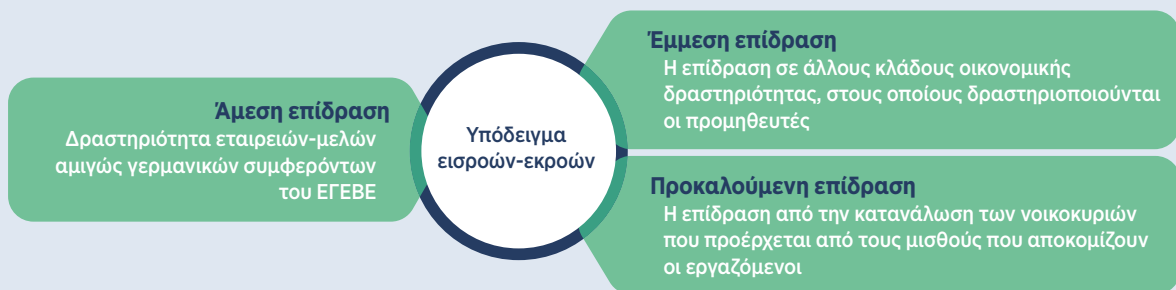 Άμεση επίδραση
Δραστηριότητα εταιρειών-μελών
αμιγώς γερμανικών συμφερόντων
του ΕΓΕΒΕ
Υπόδειγμα
εισροών-εκροών
Έμμεση επίδραση
Η επίδραση σε άλλους κλάδους οικονομικής
δραστηριότητας, στους οποίους δραστηριοποιούνται
οι προμηθευτές
Προκαλούμενη επίδραση
Η επίδραση από την κατανάλωση των νοικοκυριών
που προέρχεται από τους μισθούς που αποκομίζουν
οι εργαζόμενοι